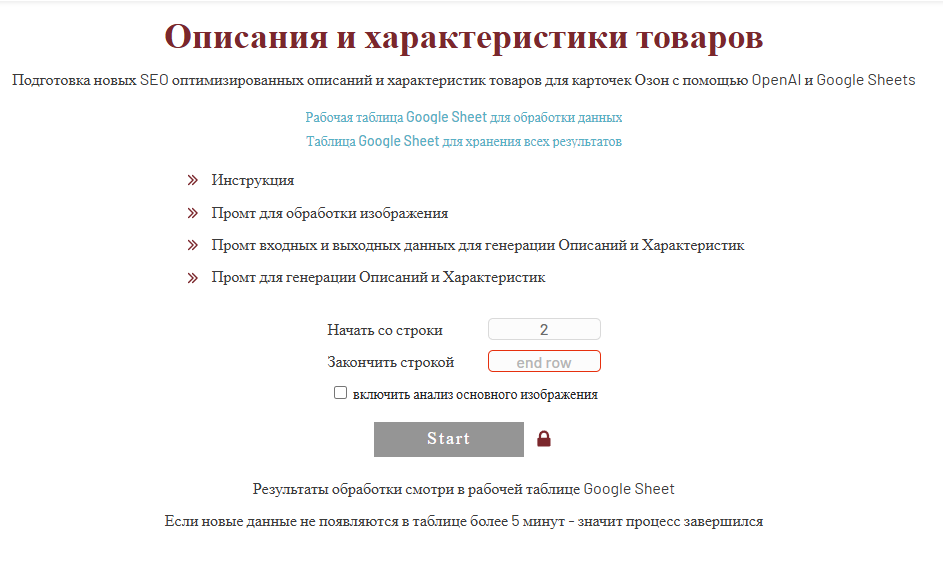 Описания и характеристики товаров
Подготовка новых SEO оптимизированных описаний и характеристик товаров для карточек Озон с помощью OpenAI и Google Sheets
Рабочая таблица Google Sheet для обработки данных
Таблица Google Sheet для хранения всех результатов
Инструкция
Промт для обработки изображения
Промт входных и выходных данных для генерации Описаний и Характеристик
Промт для генерации Описаний и Характеристик
Начать со строки 2
Закончить строкой end row
включить анализ основного изображения
Start
Результаты обработки смотри в рабочей таблице Google Sheet
Если новые данные не появляются в таблице более 5 минут - значит процесс завершился